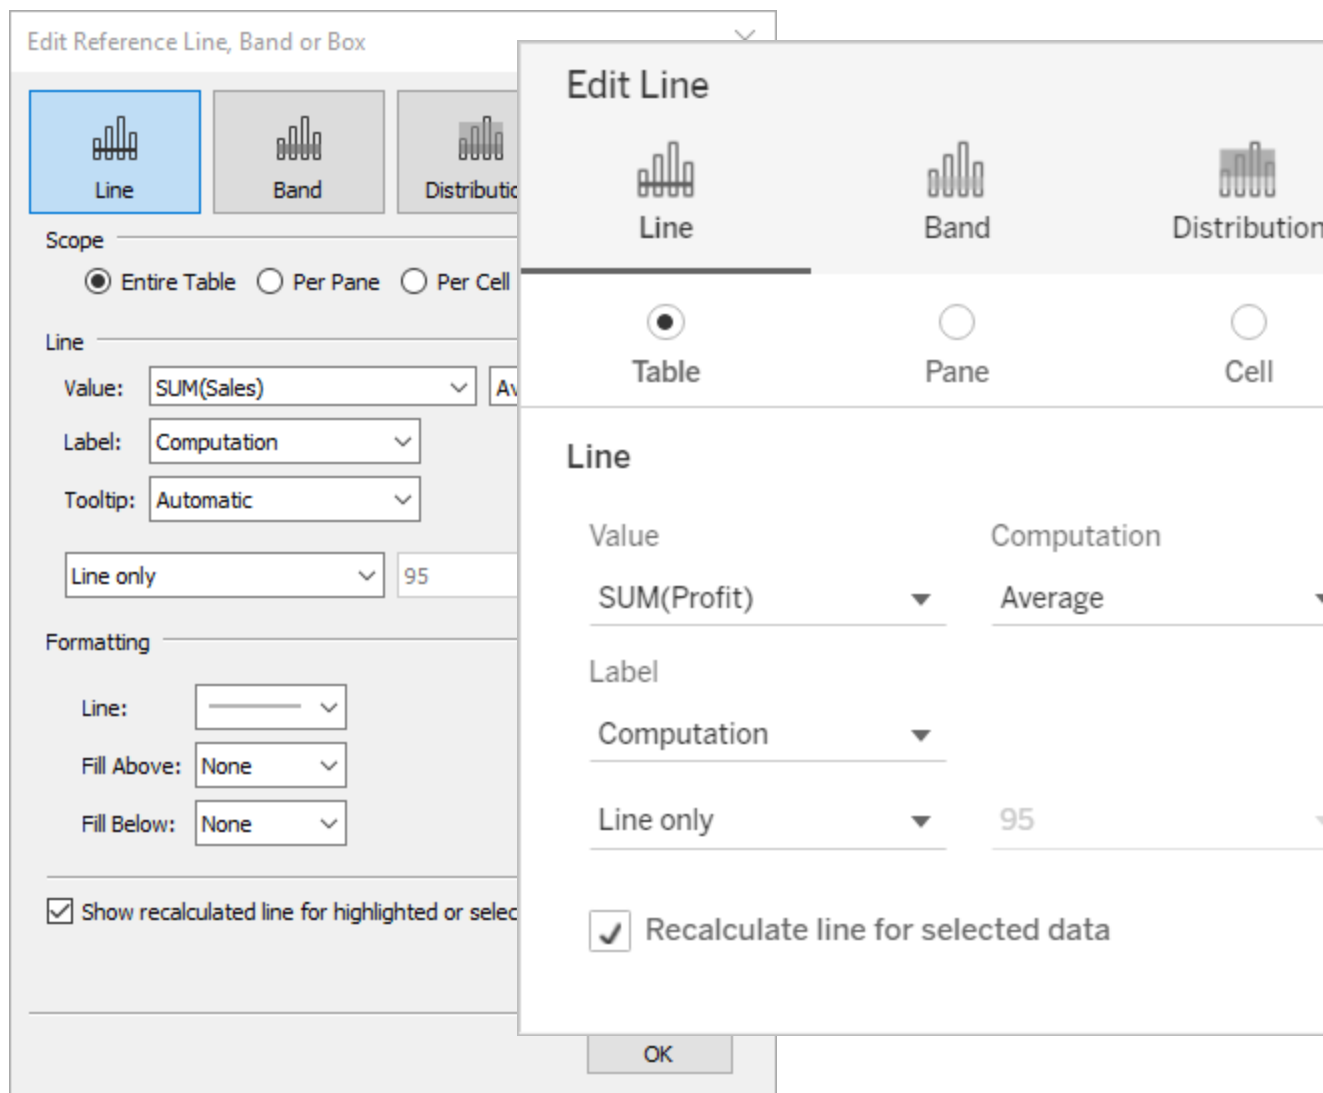 Edit Reference Line, Band or Box
Line
Band
Distributio
Scope
Entire Table
Per Pane
Per Cell
Line
Value:
SUM(Sales)
Av
Label:
Computation
Tooltip:
Automatic
Line only
95
Formatting
Line:
Fill Above:
None
Fill Below:
None
Show recalculated line for highlighted or selec
OK
Edit Line
Line
Band
Distribution
Table
Pane
Cell
Line
Value
Computation
SUM(Profit)
Average
Label
Computation
Line only
95
Recalculate line for selected data